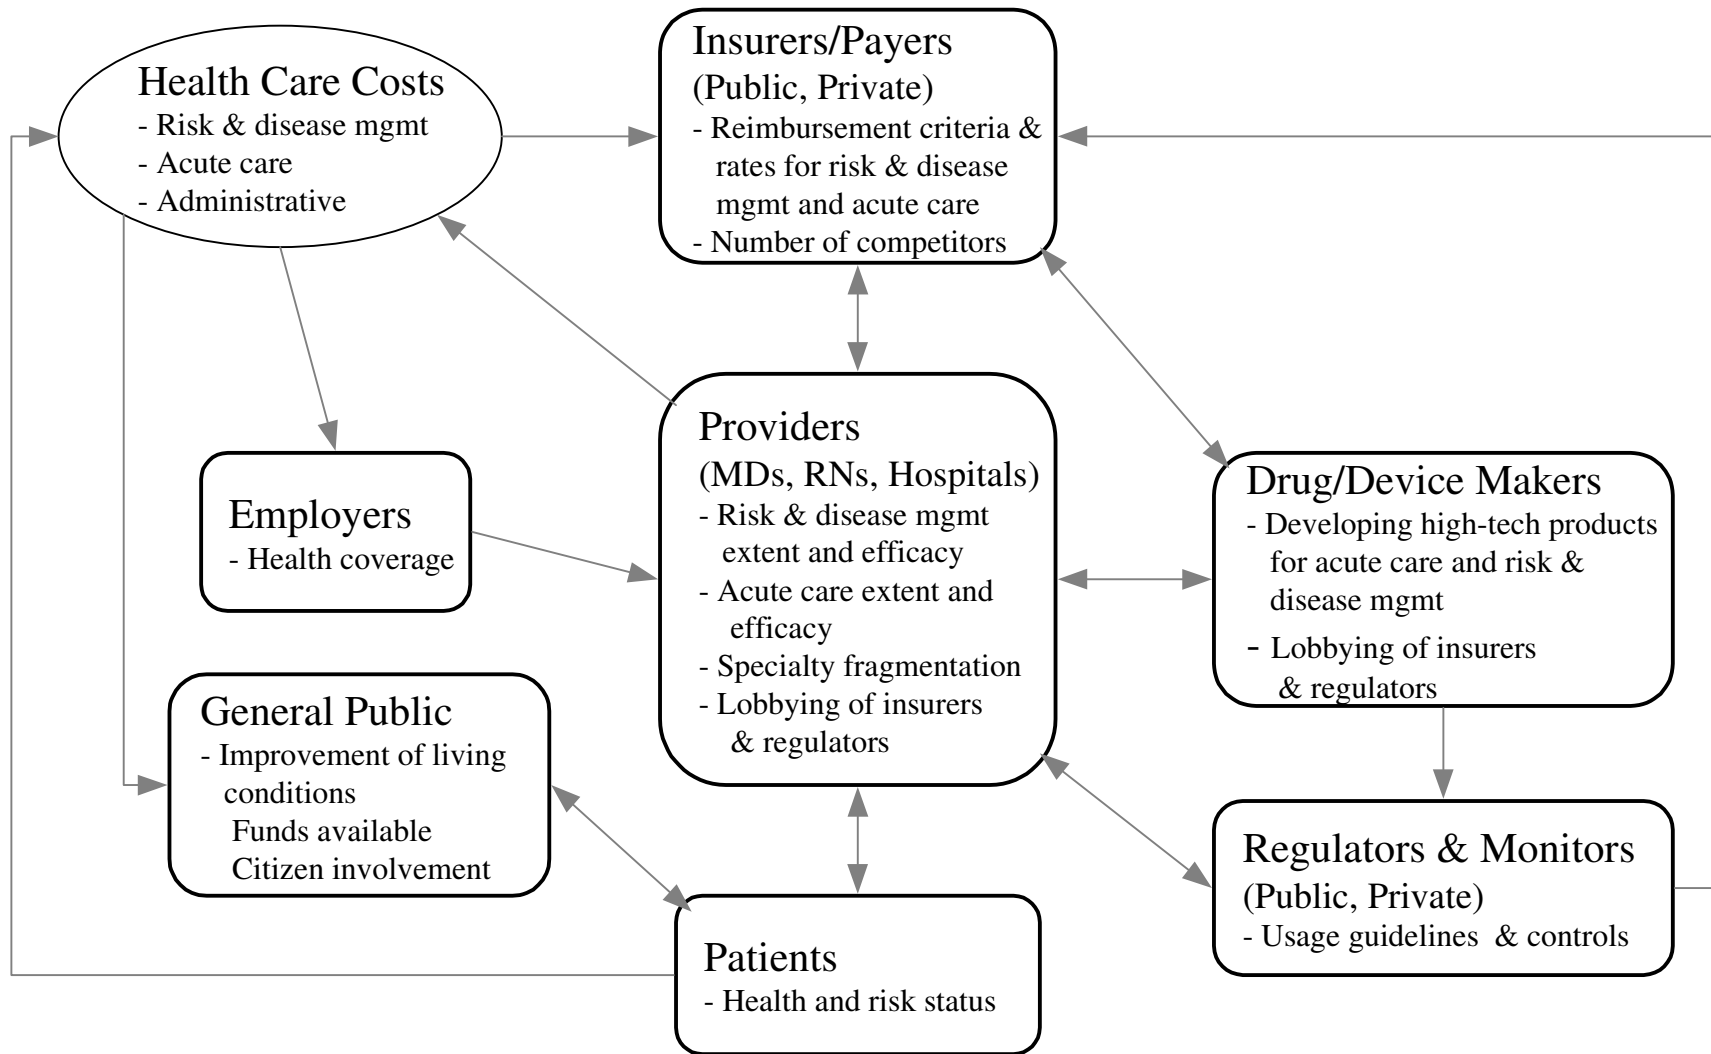 Health Care Costs
- Risk & disease mgmt
- Acute care
- Administrative
Insurers/Payers
(Public, Private)
- Reimbursement criteria &
rates for risk & disease
mgmt and acute care
- Number of competitors
Providers
(MDs, RNs, Hospitals)
- Risk & disease mgmt
extent and efficacy
- Acute care extent and
efficacy
- Specialty fragmentation
- Lobbying of insurers
& regulators
Employers
- Health coverage
Drug/Device Makers
- Developing high-tech products
for acute care and risk &
disease mgmt
- Lobbying of insurers
& regulators
General Public
- Improvement of living
conditions
Funds available
Citizen involvement
Regulators & Monitors
(Public, Private)
- Usage guidelines & controls
Patients
- Health and risk status